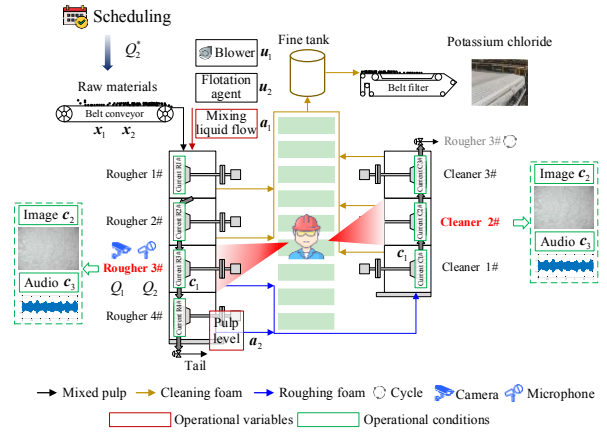 Scheduling
Q₂*
Raw materials
Belt conveyor
x₁ x₂
Blower u₁
Flotation agent u₂
Mixing liquid flow a₁
Fine tank
Potassium chloride
Belt filter
Rougher 1#
Current R1#
Rougher 2#
Current R2#
Rougher 3#
Current R3#
c₁
Q₁ Q₂
Rougher 4#
Current R4#
Pulp level a₂
Tail
Image c₂
Audio c₃
Rougher 3#
Cleaner 3#
Current C3#
Cleaner 2#
Current C2#
c₁
Cleaner 1#
Current C1#
Image c₂
Audio c₃
Mixed pulp Cleaning foam Roughing foam Cycle Camera Microphone
Operational variables Operational conditions